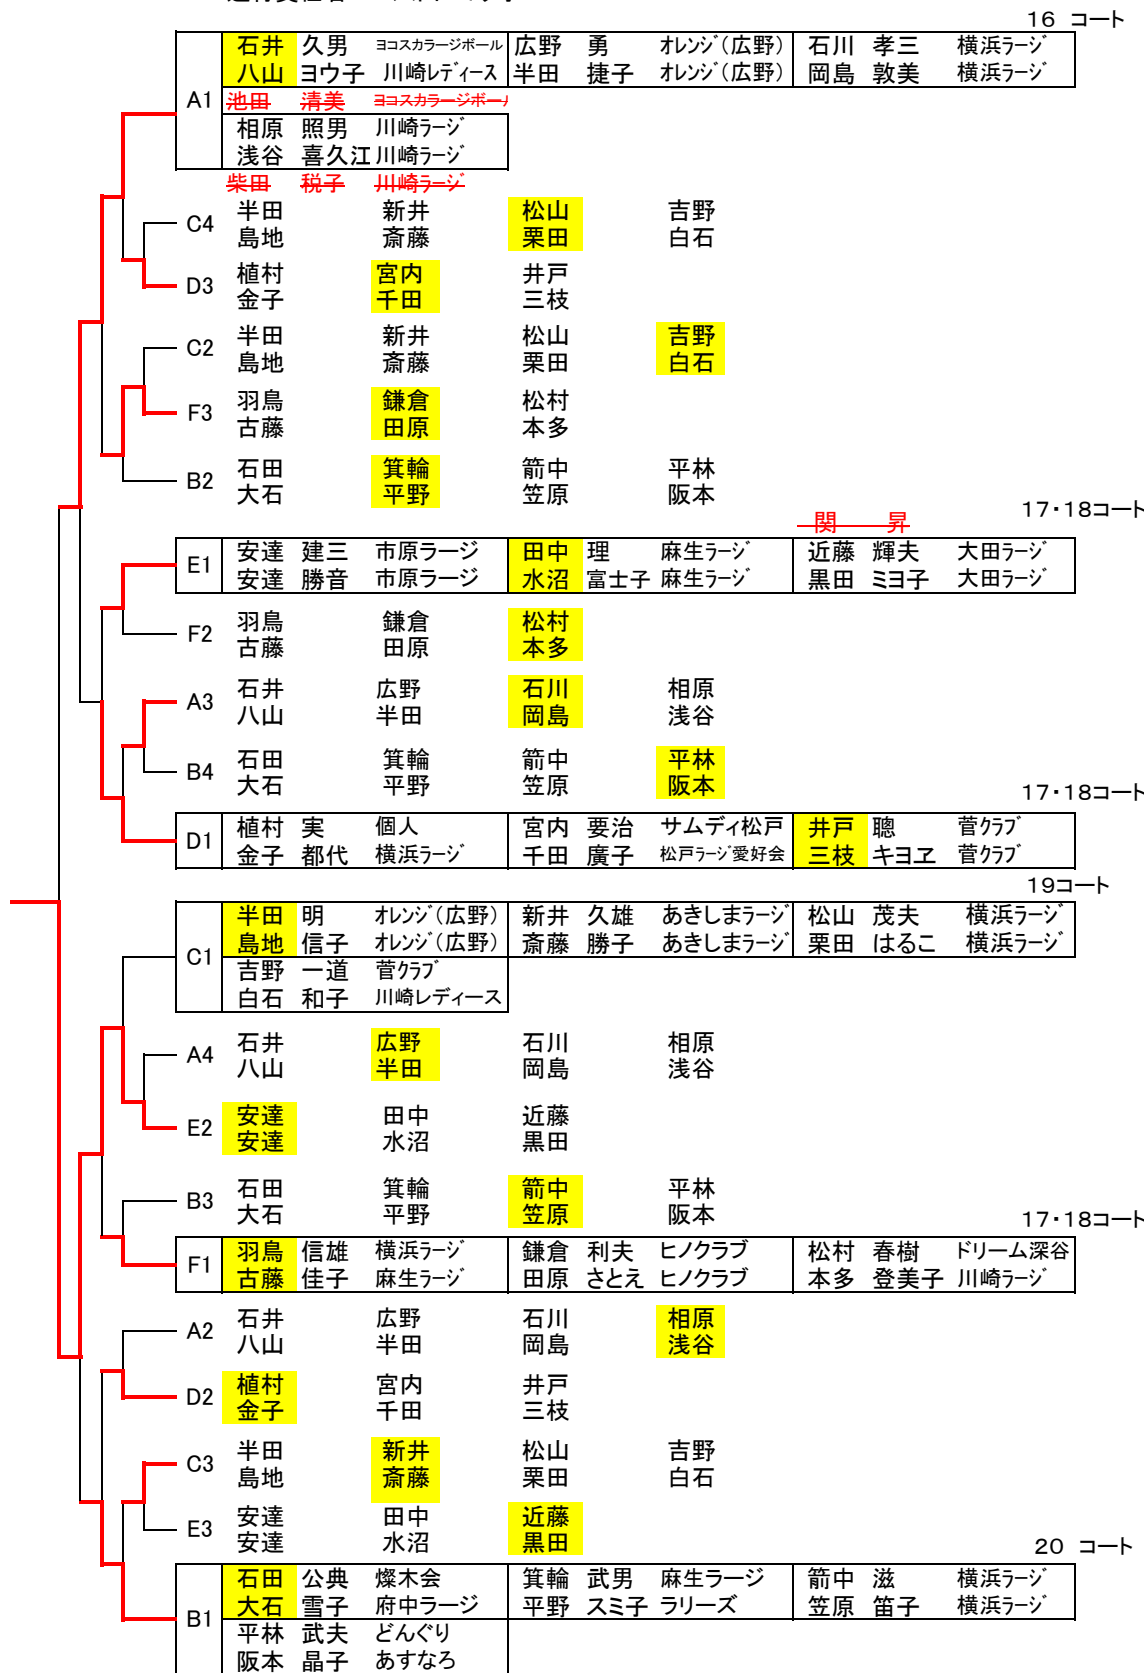 16 コート
石井 久男 ヨコスカラージボール 広野 勇 オレンジ(広野) 石川 孝三 横浜ラージ
八山 ヨウ子 川崎レディース 半田 捷子 オレンジ(広野) 岡島 敦美 横浜ラージ
A1
池田 清美 ヨコスカラージボール
相原 照男 川崎ラージ
浅谷 喜久江 川崎ラージ
柴田 税子 川崎ラージ
半田 新井 松山 吉野
C4
島地 斎藤 栗田 白石
植村 宮内 井戸
D3
金子 千田 三枝
半田 新井 松山 吉野
C2
島地 斎藤 栗田 白石
羽鳥 鎌倉 松村
F3
古藤 田原 本多
石田 箕輪 箭中 平林
B2
大石 平野 笠原 阪本
17・18コート
関 昇
安達 建三 市原ラージ 田中 理 麻生ラージ 近藤 輝夫 大田ラージ
E1
安達 勝音 市原ラージ 水沼 富士子 麻生ラージ 黒田 ミヨ子 大田ラージ
羽鳥 鎌倉 松村
F2
古藤 田原 本多
石井 広野 石川 相原
A3
八山 半田 岡島 浅谷
石田 箕輪 箭中 平林
B4
大石 平野 笠原 阪本
17・18コート
植村 実 個人 宮内 要治 サムディ松戸 井戸 聰 菅クラブ
D1
金子 都代 横浜ラージ 千田 廣子 松戸ラージ愛好会 三枝 キヨヱ 菅クラブ
19コート
半田 明 オレンジ(広野) 新井 久雄 あきしまラージ 松山 茂夫 横浜ラージ
島地 信子 オレンジ(広野) 斎藤 勝子 あきしまラージ 栗田 はるこ 横浜ラージ
C1
吉野 一道 菅クラブ
白石 和子 川崎レディース
石井 広野 石川 相原
A4
八山 半田 岡島 浅谷
安達 田中 近藤
E2
安達 水沼 黒田
石田 箕輪 箭中 平林
B3
大石 平野 笠原 阪本
17・18コート
羽鳥 信雄 横浜ラージ 鎌倉 利夫 ヒノクラブ 松村 春樹 ドリーム深谷
F1
古藤 佳子 麻生ラージ 田原 さとえ ヒノクラブ 本多 登美子 川崎ラージ
石井 広野 石川 相原
A2
八山 半田 岡島 浅谷
植村 宮内 井戸
D2
金子 千田 三枝
半田 新井 松山 吉野
C3
島地 斎藤 栗田 白石
安達 田中 近藤
E3
安達 水沼 黒田
20 コート
石田 公典 燦木会 箕輪 武男 麻生ラージ 箭中 滋 横浜ラージ
大石 雪子 府中ラージ 平野 スミ子 ラリーズ 笠原 笛子 横浜ラージ
B1
平林 武夫 どんぐり
阪本 晶子 あすなろ